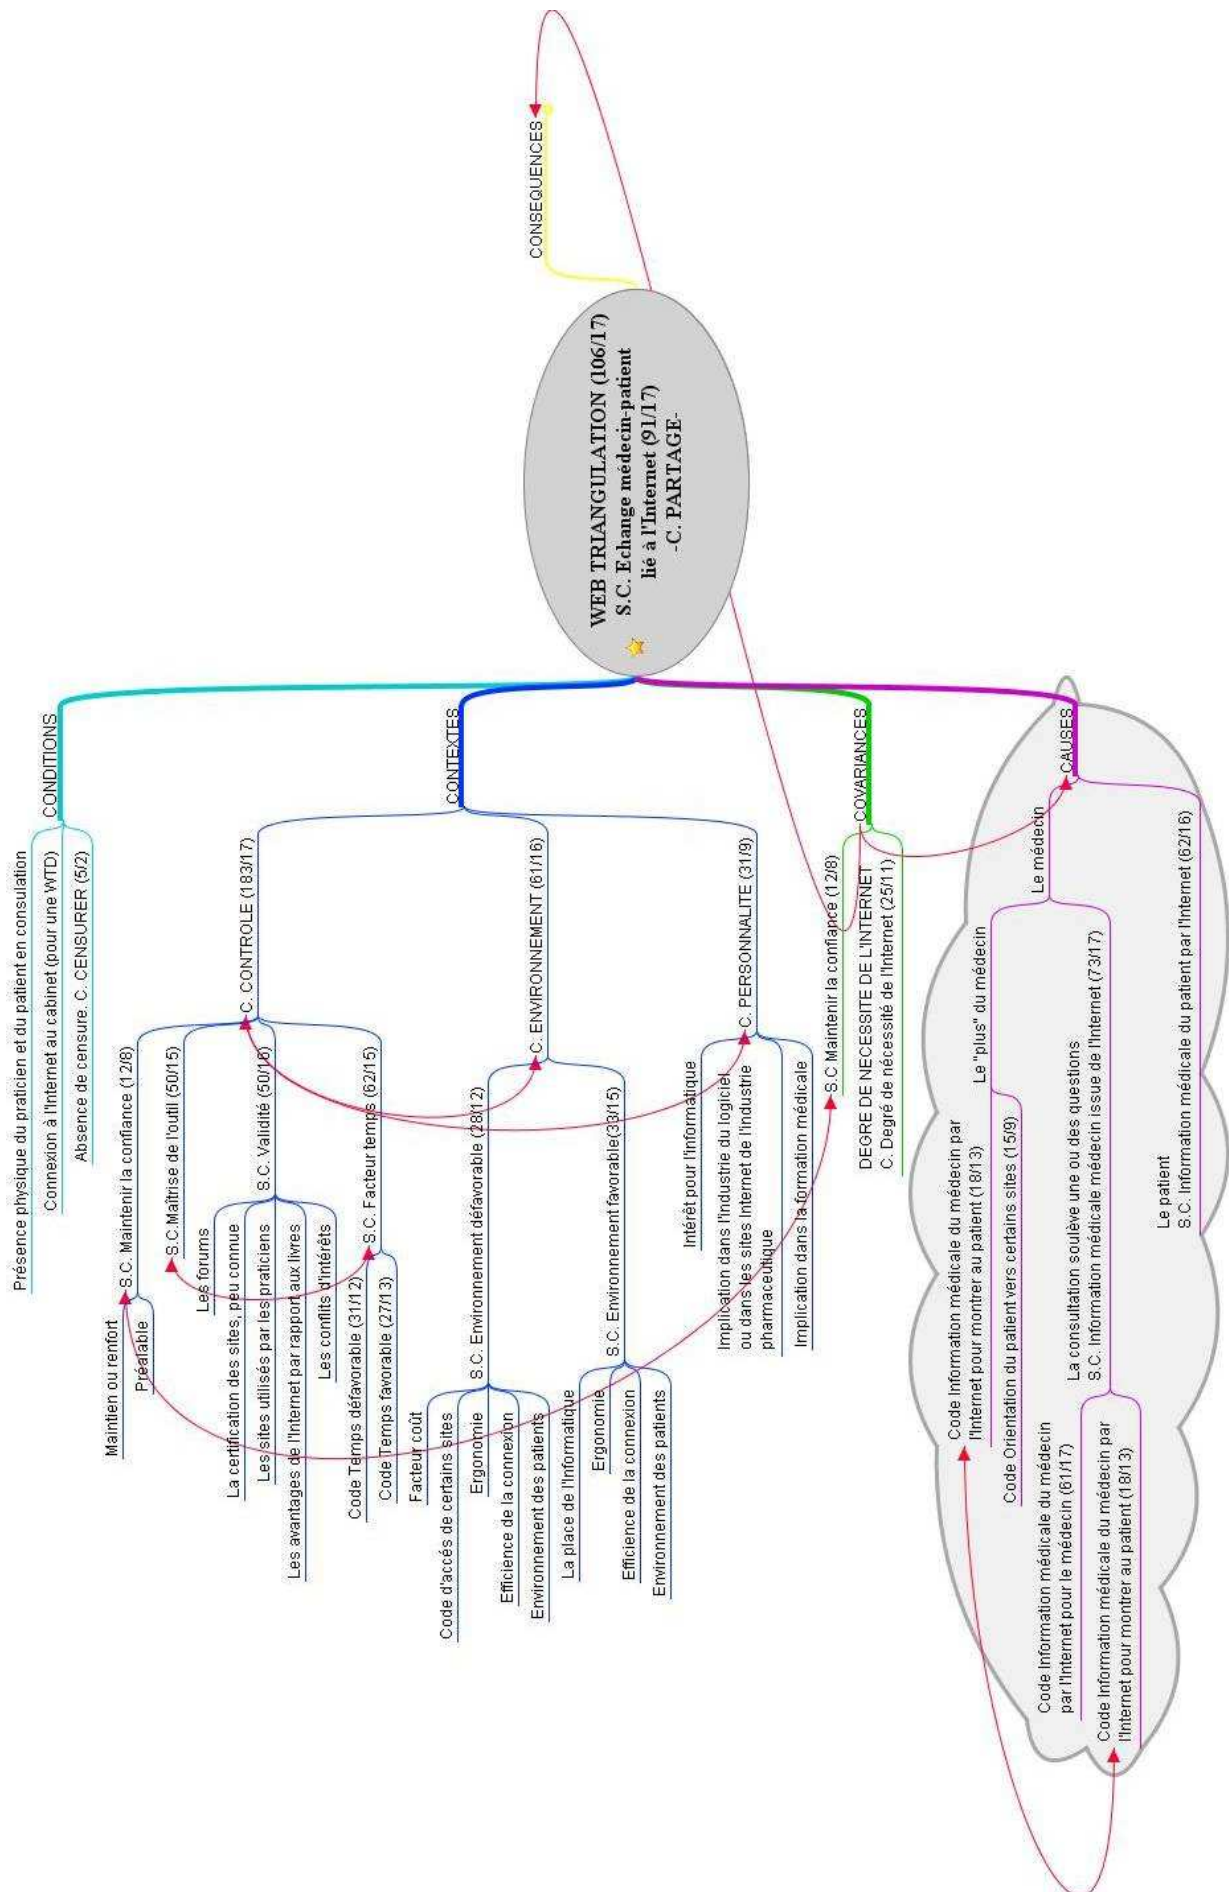 CONSEQUENCES
WEB TRIANGULATION (106/17)
S.C. Echange médecin-patient
lié à l'Internet (91/17)
-C. PARTAGE-
CONDITIONS
Présence physique du praticien et du patient en consulation
Connexion à l'Internet au cabinet (pour une WTD)
Absence de censure. C. CENSURER (5/2)
CONTEXTES
C. CONTROLE (183/17)
S.C. Maintenir la confiance (12/8)
Maintien ou renfort
Préalable
S.C.Maîtrise de l'outil (50/15)
S.C. Validité (50/16)
Les forums
La certification des sites, peu connue
Les sites utilisés par les praticiens
Les avantages de l'Internet par rapport aux livres
Les conflits d'intérêts
S.C. Facteur temps (62/15)
Code Temps défavorable (31/12)
Code Temps favorable (27/13)
C. ENVIRONNEMENT (61/16)
S.C. Environnement défavorable (28/12)
Facteur coût
Code d'accés de certains sites
Ergonomie
Efficience de la connexion
Environnement des patients
S.C. Environnement favorable(33/15)
La place de l'Informatique
Ergonomie
Efficience de la connexion
Environnement des patients
C. PERSONNALITE (31/9)
Intérêt pour l'informatique
Implication dans l'industrie du logiciel
ou dans les sites Internet de l'Industrie
pharmaceutique
Implication dans la formation médicale
COVARIANCES
S.C Maintenir la confiance (12/8)
DEGRE DE NECESSITE DE L'INTERNET
C. Degré de nécessité de l'Internet (25/11)
CAUSES
Le médecin
Le "plus" du médecin
Code Information médicale du médecin par
l'Internet pour montrer au patient (18/13)
Code Orientation du patient vers certains sites (15/9)
La consultation soulève une ou des questions
S.C. Information médicale médecin issue de l'Internet (73/17)
Code Information médicale du médecin
par l'Internet pour le médecin (61/17)
Code Information médicale du médecin par
l'Internet pour montrer au patient (18/13)
Le patient
S.C. Information médicale du patient par l'Internet (62/16)